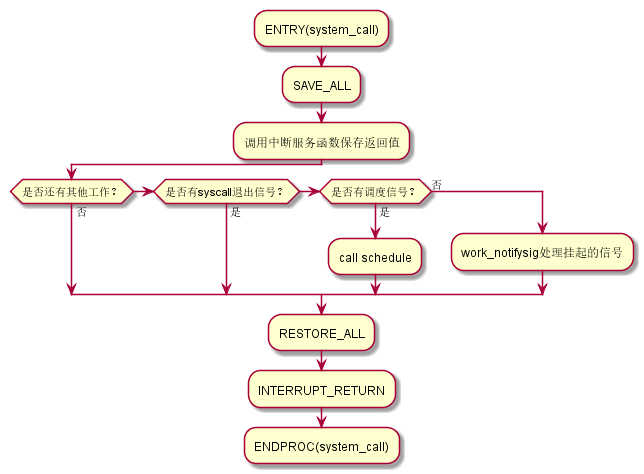 ENTRY(system_call)
SAVE_ALL
调用中断服务函数保存返回值
是否还有其他工作？
是否有syscall退出信号？
是否有调度信号？
否
否
是
是
call schedule
work_notifysig处理挂起的信号
RESTORE_ALL
INTERRUPT_RETURN
ENDPROC(system_call)